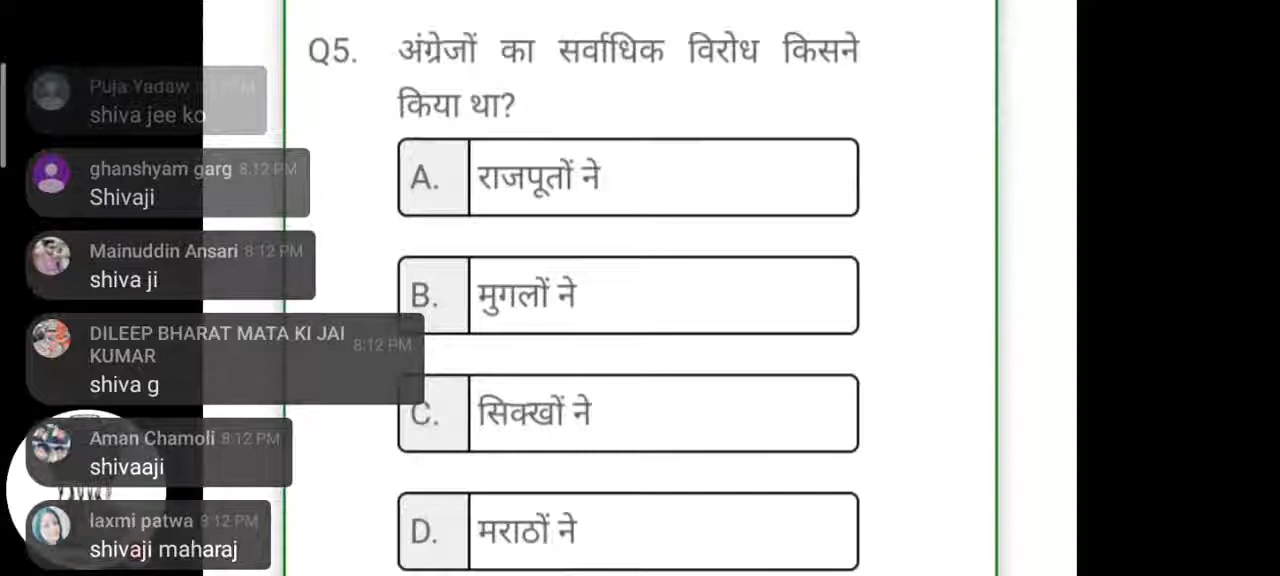 Q5. अंग्रेजों का सर्वाधिक विरोध किसने
किया था?
A. राजपूतों ने
B. मुगलों ने
C. सिक्खों ने
D. मराठों ने
Puja Yadaw
shiva jee ko
ghanshyam garg 8:12 PM
Shivaji
Mainuddin Ansari 8:12 PM
shiva ji
DILEEP BHARAT MATA KI JAI
KUMAR 8:12 PM
shiva g
Aman Chamoli 8:12 PM
shivaaji
laxmi patwa 8:12 PM
shivaji maharaj